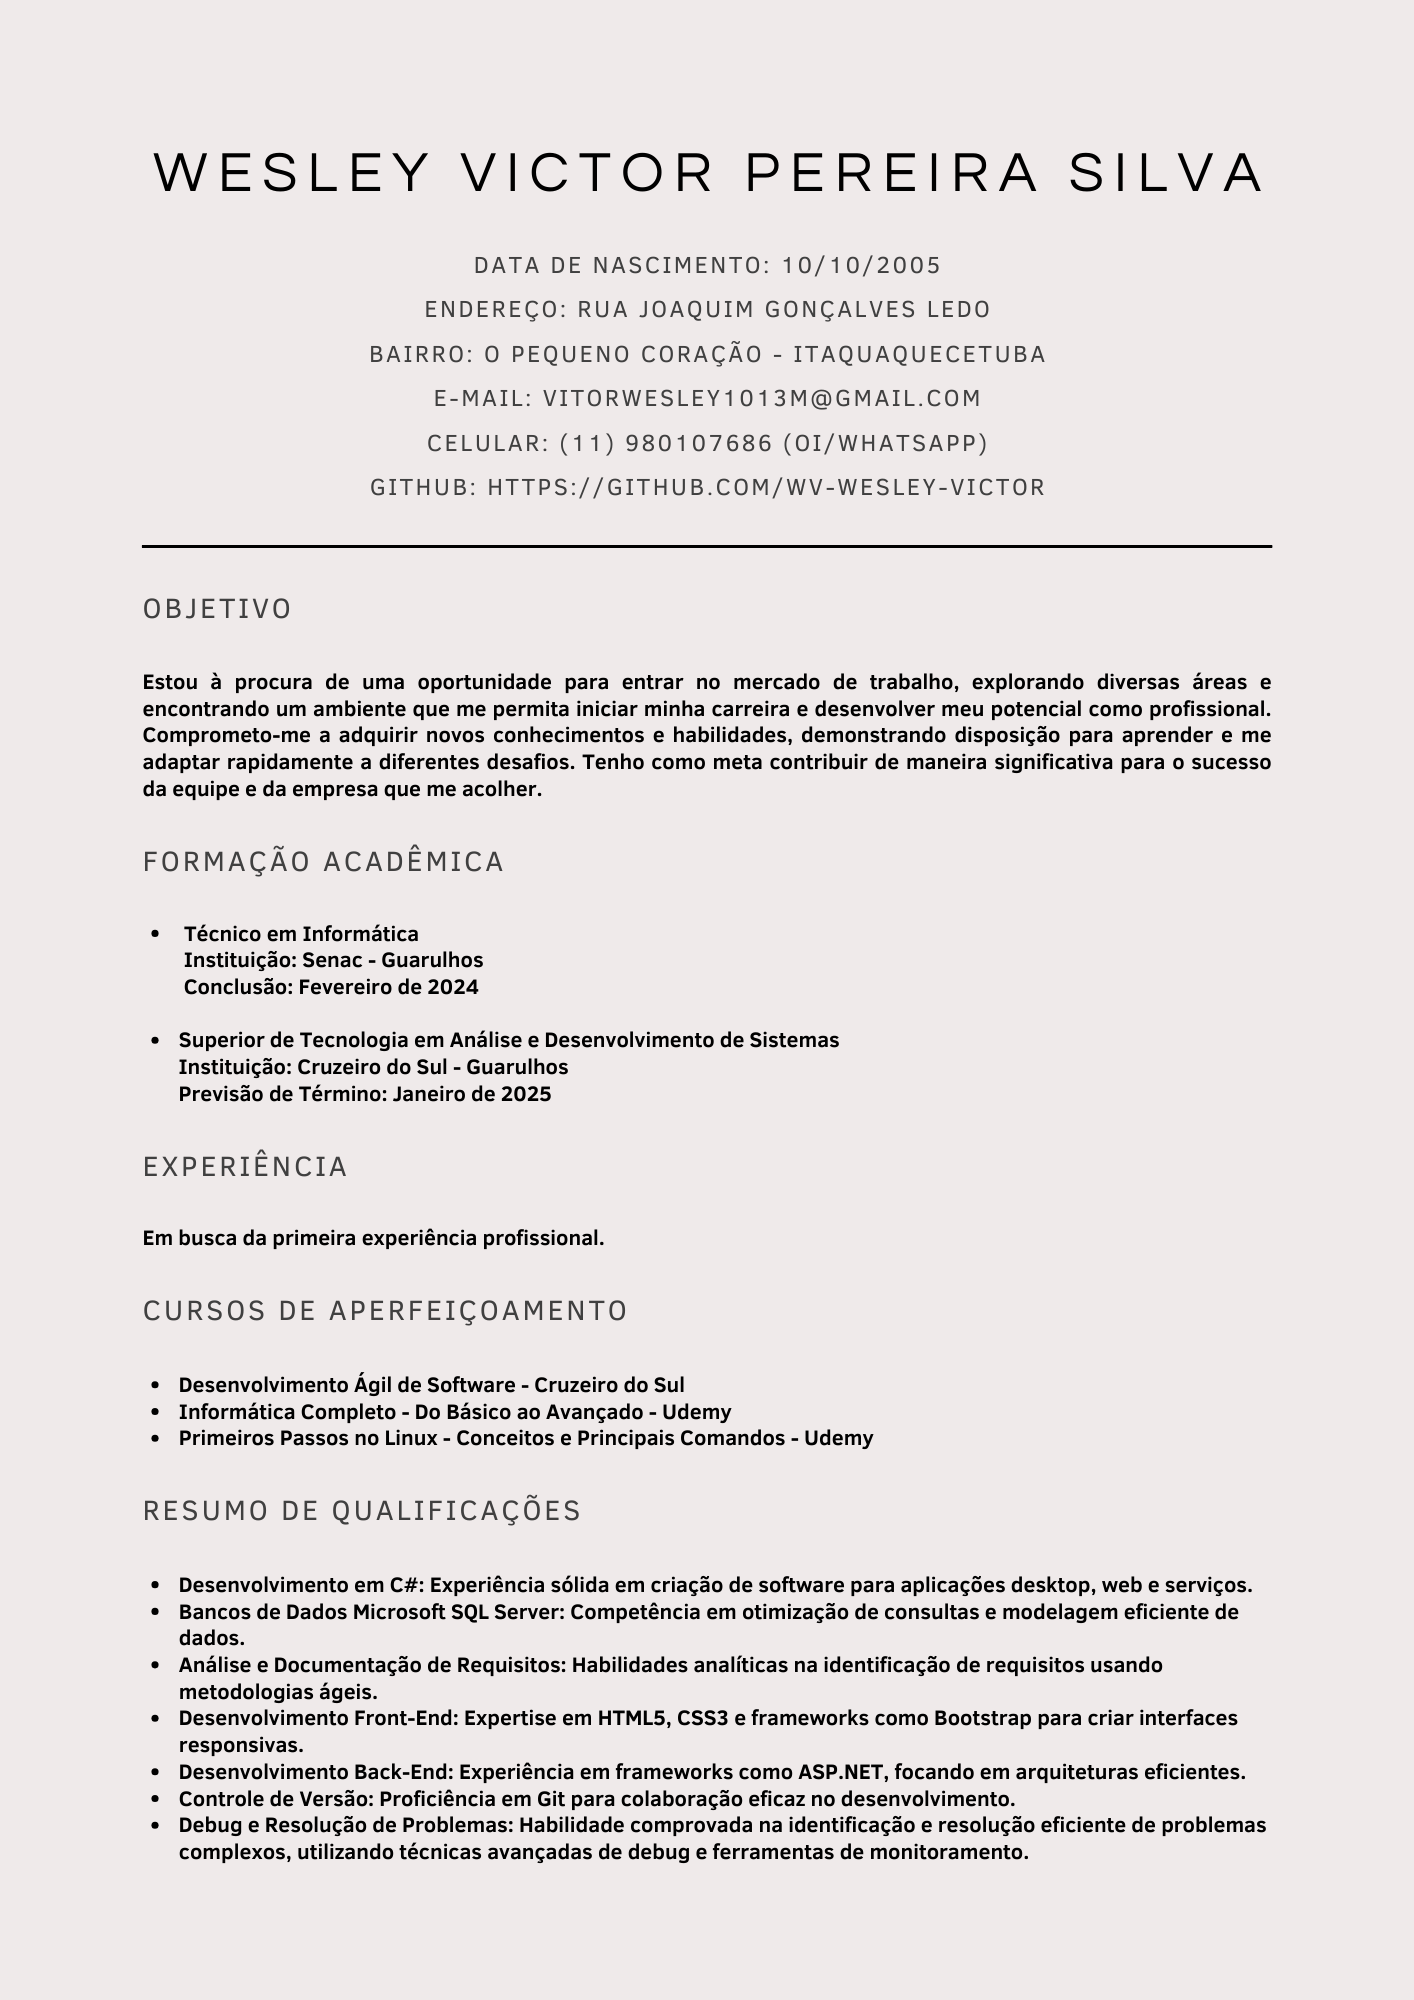 WESLEY VICTOR PEREIRA SILVA
DATA DE NASCIMENTO: 10/10/2005
ENDEREÇO: RUA JOAQUIM GONÇALVES LEDO
BAIRRO: O PEQUENO CORAÇÃO - ITAQUAQUECETUBA
E-MAIL: VITORWESLEY1013M@GMAIL.COM
CELULAR: (11) 980107686 (OI/WHATSAPP)
GITHUB: HTTPS://GITHUB.COM/WV-WESLEY-VICTOR
OBJETIVO
Estou à procura de uma oportunidade para entrar no mercado de trabalho, explorando diversas áreas e
encontrando um ambiente que me permita iniciar minha carreira e desenvolver meu potencial como profissional.
Comprometo-me a adquirir novos conhecimentos e habilidades, demonstrando disposição para aprender e me
adaptar rapidamente a diferentes desafios. Tenho como meta contribuir de maneira significativa para o sucesso
da equipe e da empresa que me acolher.
FORMAÇÃO ACADÊMICA
• Técnico em Informática
Instituição: Senac - Guarulhos
Conclusão: Fevereiro de 2024
• Superior de Tecnologia em Análise e Desenvolvimento de Sistemas
Instituição: Cruzeiro do Sul - Guarulhos
Previsão de Término: Janeiro de 2025
EXPERIÊNCIA
Em busca da primeira experiência profissional.
CURSOS DE APERFEIÇOAMENTO
• Desenvolvimento Ágil de Software - Cruzeiro do Sul
• Informática Completo - Do Básico ao Avançado - Udemy
• Primeiros Passos no Linux - Conceitos e Principais Comandos - Udemy
RESUMO DE QUALIFICAÇÕES
• Desenvolvimento em C#: Experiência sólida em criação de software para aplicações desktop, web e serviços.
• Bancos de Dados Microsoft SQL Server: Competência em otimização de consultas e modelagem eficiente de
dados.
• Análise e Documentação de Requisitos: Habilidades analíticas na identificação de requisitos usando
metodologias ágeis.
• Desenvolvimento Front-End: Expertise em HTML5, CSS3 e frameworks como Bootstrap para criar interfaces
responsivas.
• Desenvolvimento Back-End: Experiência em frameworks como ASP.NET, focando em arquiteturas eficientes.
• Controle de Versão: Proficiência em Git para colaboração eficaz no desenvolvimento.
• Debug e Resolução de Problemas: Habilidade comprovada na identificação e resolução eficiente de problemas
complexos, utilizando técnicas avançadas de debug e ferramentas de monitoramento.